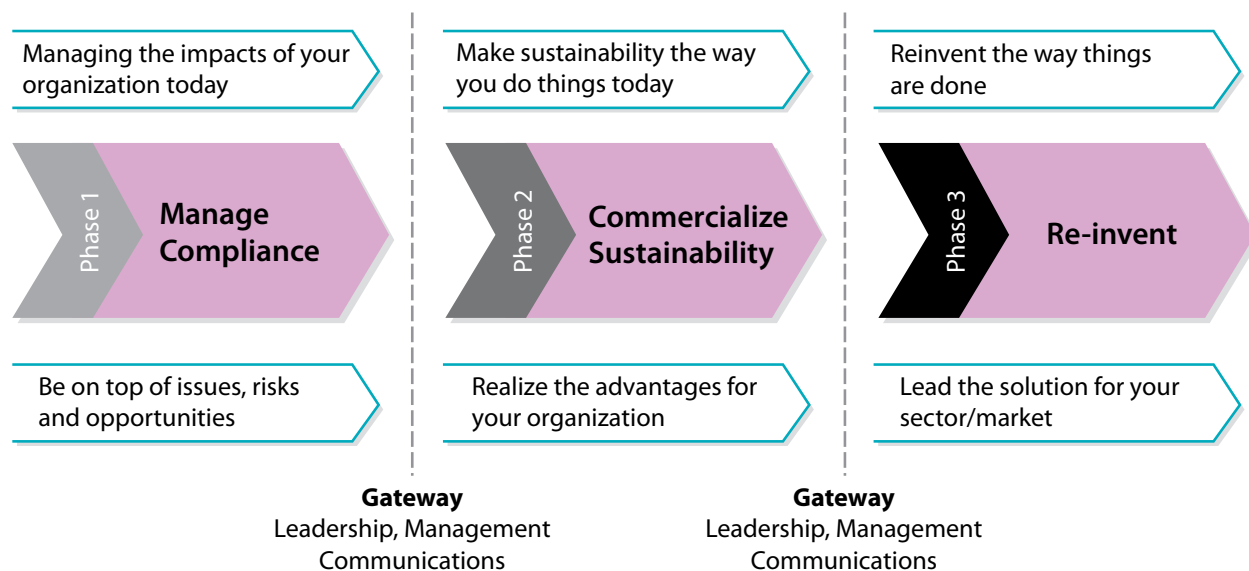 Managing the impacts of your
organization today
Make sustainability the way
you do things today
Reinvent the way things
are done
Phase 1
Manage
Compliance
Phase 2
Commercialize
Sustainability
Phase 3
Re-invent
Be on top of issues, risks
and opportunities
Realize the advantages for
your organization
Lead the solution for your
sector/market
Gateway
Leadership, Management
Communications
Gateway
Leadership, Management
Communications